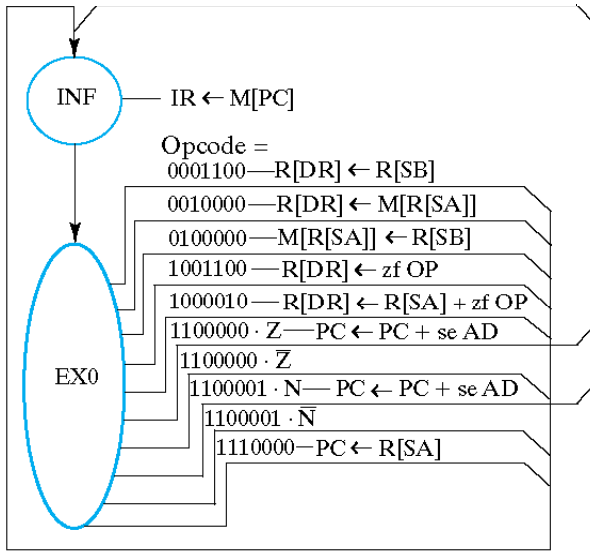 INF
IR ← M[PC]
Opcode =
0001100—R[DR] ← R[SB]
0010000—R[DR] ← M[R[SA]]
0100000—M[R[SA]] ← R[SB]
1001100—R[DR] ← zf OP
1000010—R[DR] ← R[SA] + zf OP
1100000 · Z—PC ← PC + se AD
1100000 · Z̅
EX0
1100001 · N—PC ← PC + se AD
1100001 · N̅
1110000—PC ← R[SA]